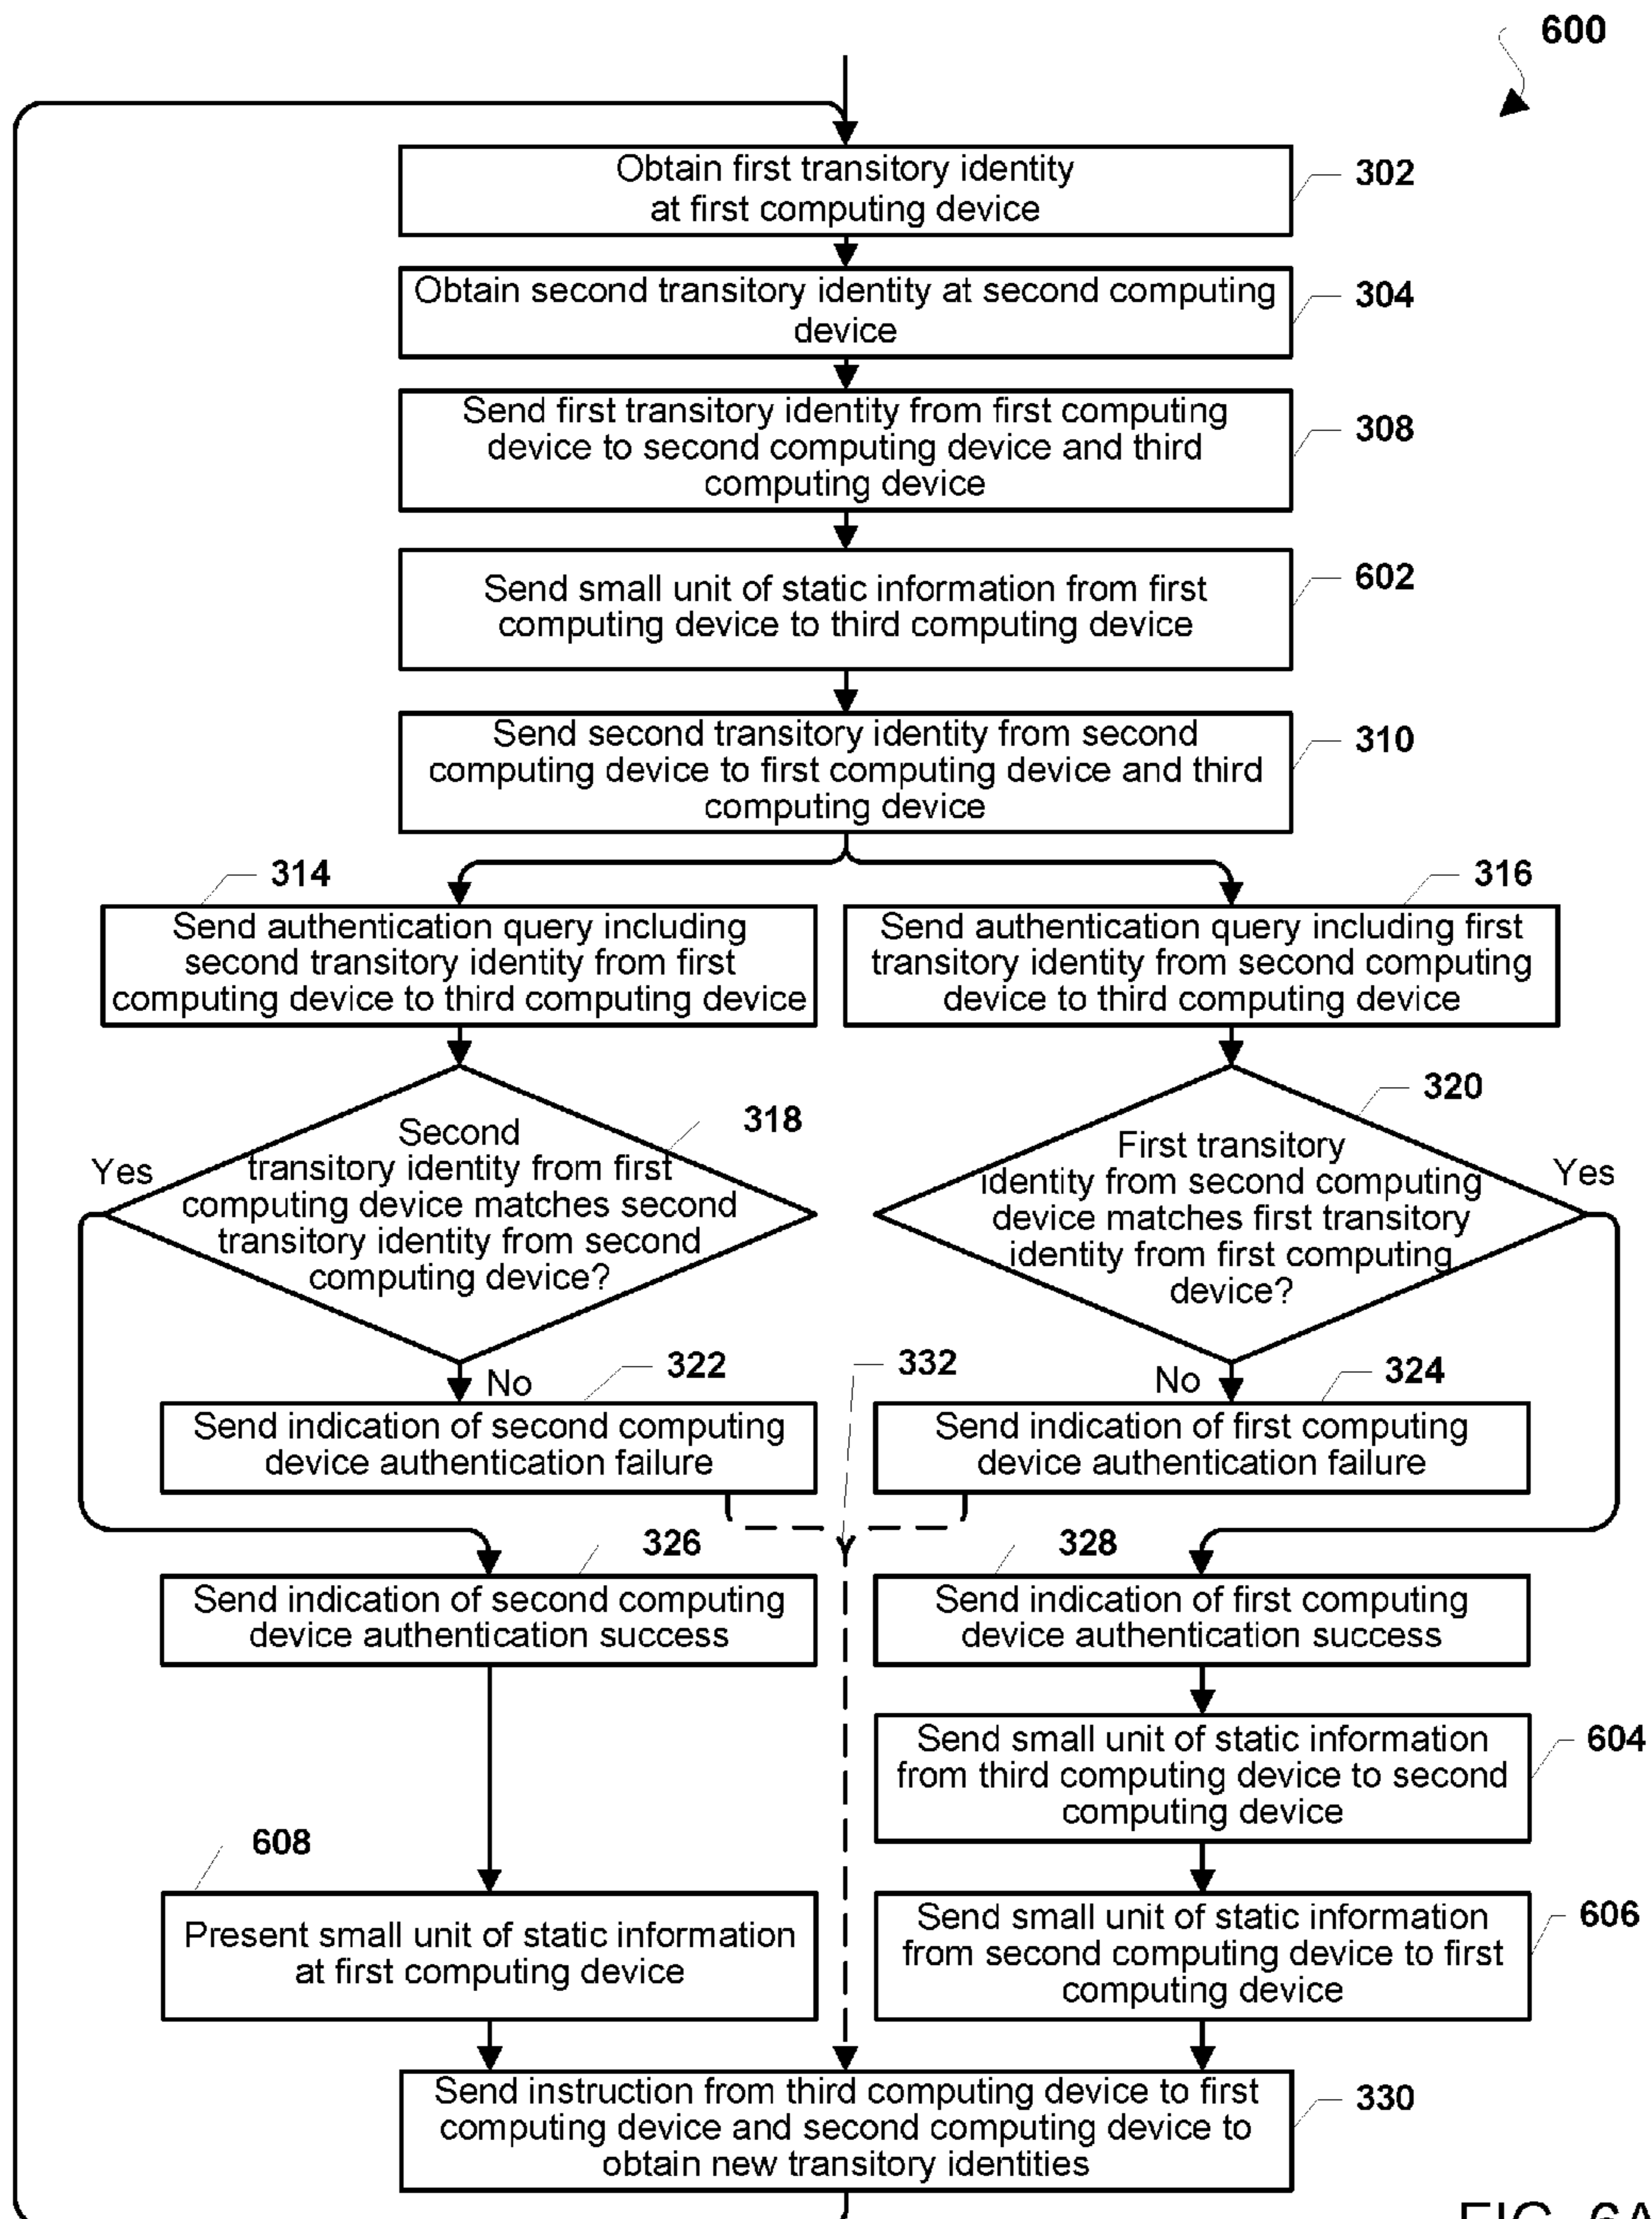 600
Obtain first transitory identity
at first computing device
302
Obtain second transitory identity at second computing
device
304
Send first transitory identity from first computing
device to second computing device and third
computing device
308
Send small unit of static information from first
computing device to third computing device
602
Send second transitory identity from second
computing device to first computing device and third
computing device
310
314
Send authentication query including
second transitory identity from first
computing device to third computing device
316
Send authentication query including first
transitory identity from second computing
device to third computing device
318
Second
transitory identity from first
computing device matches second
transitory identity from second
computing device?
Yes
No
320
First transitory
identity from second computing
device matches first transitory
identity from first computing
device?
Yes
No
322
Send indication of second computing
device authentication failure
332
324
Send indication of first computing
device authentication failure
326
Send indication of second computing
device authentication success
328
Send indication of first computing
device authentication success
Send small unit of static information
from third computing device to second
computing device
604
608
Present small unit of static information
at first computing device
Send small unit of static information
from second computing device to first
computing device
606
Send instruction from third computing device to first
computing device and second computing device to
obtain new transitory identities
330
FIG. 6A